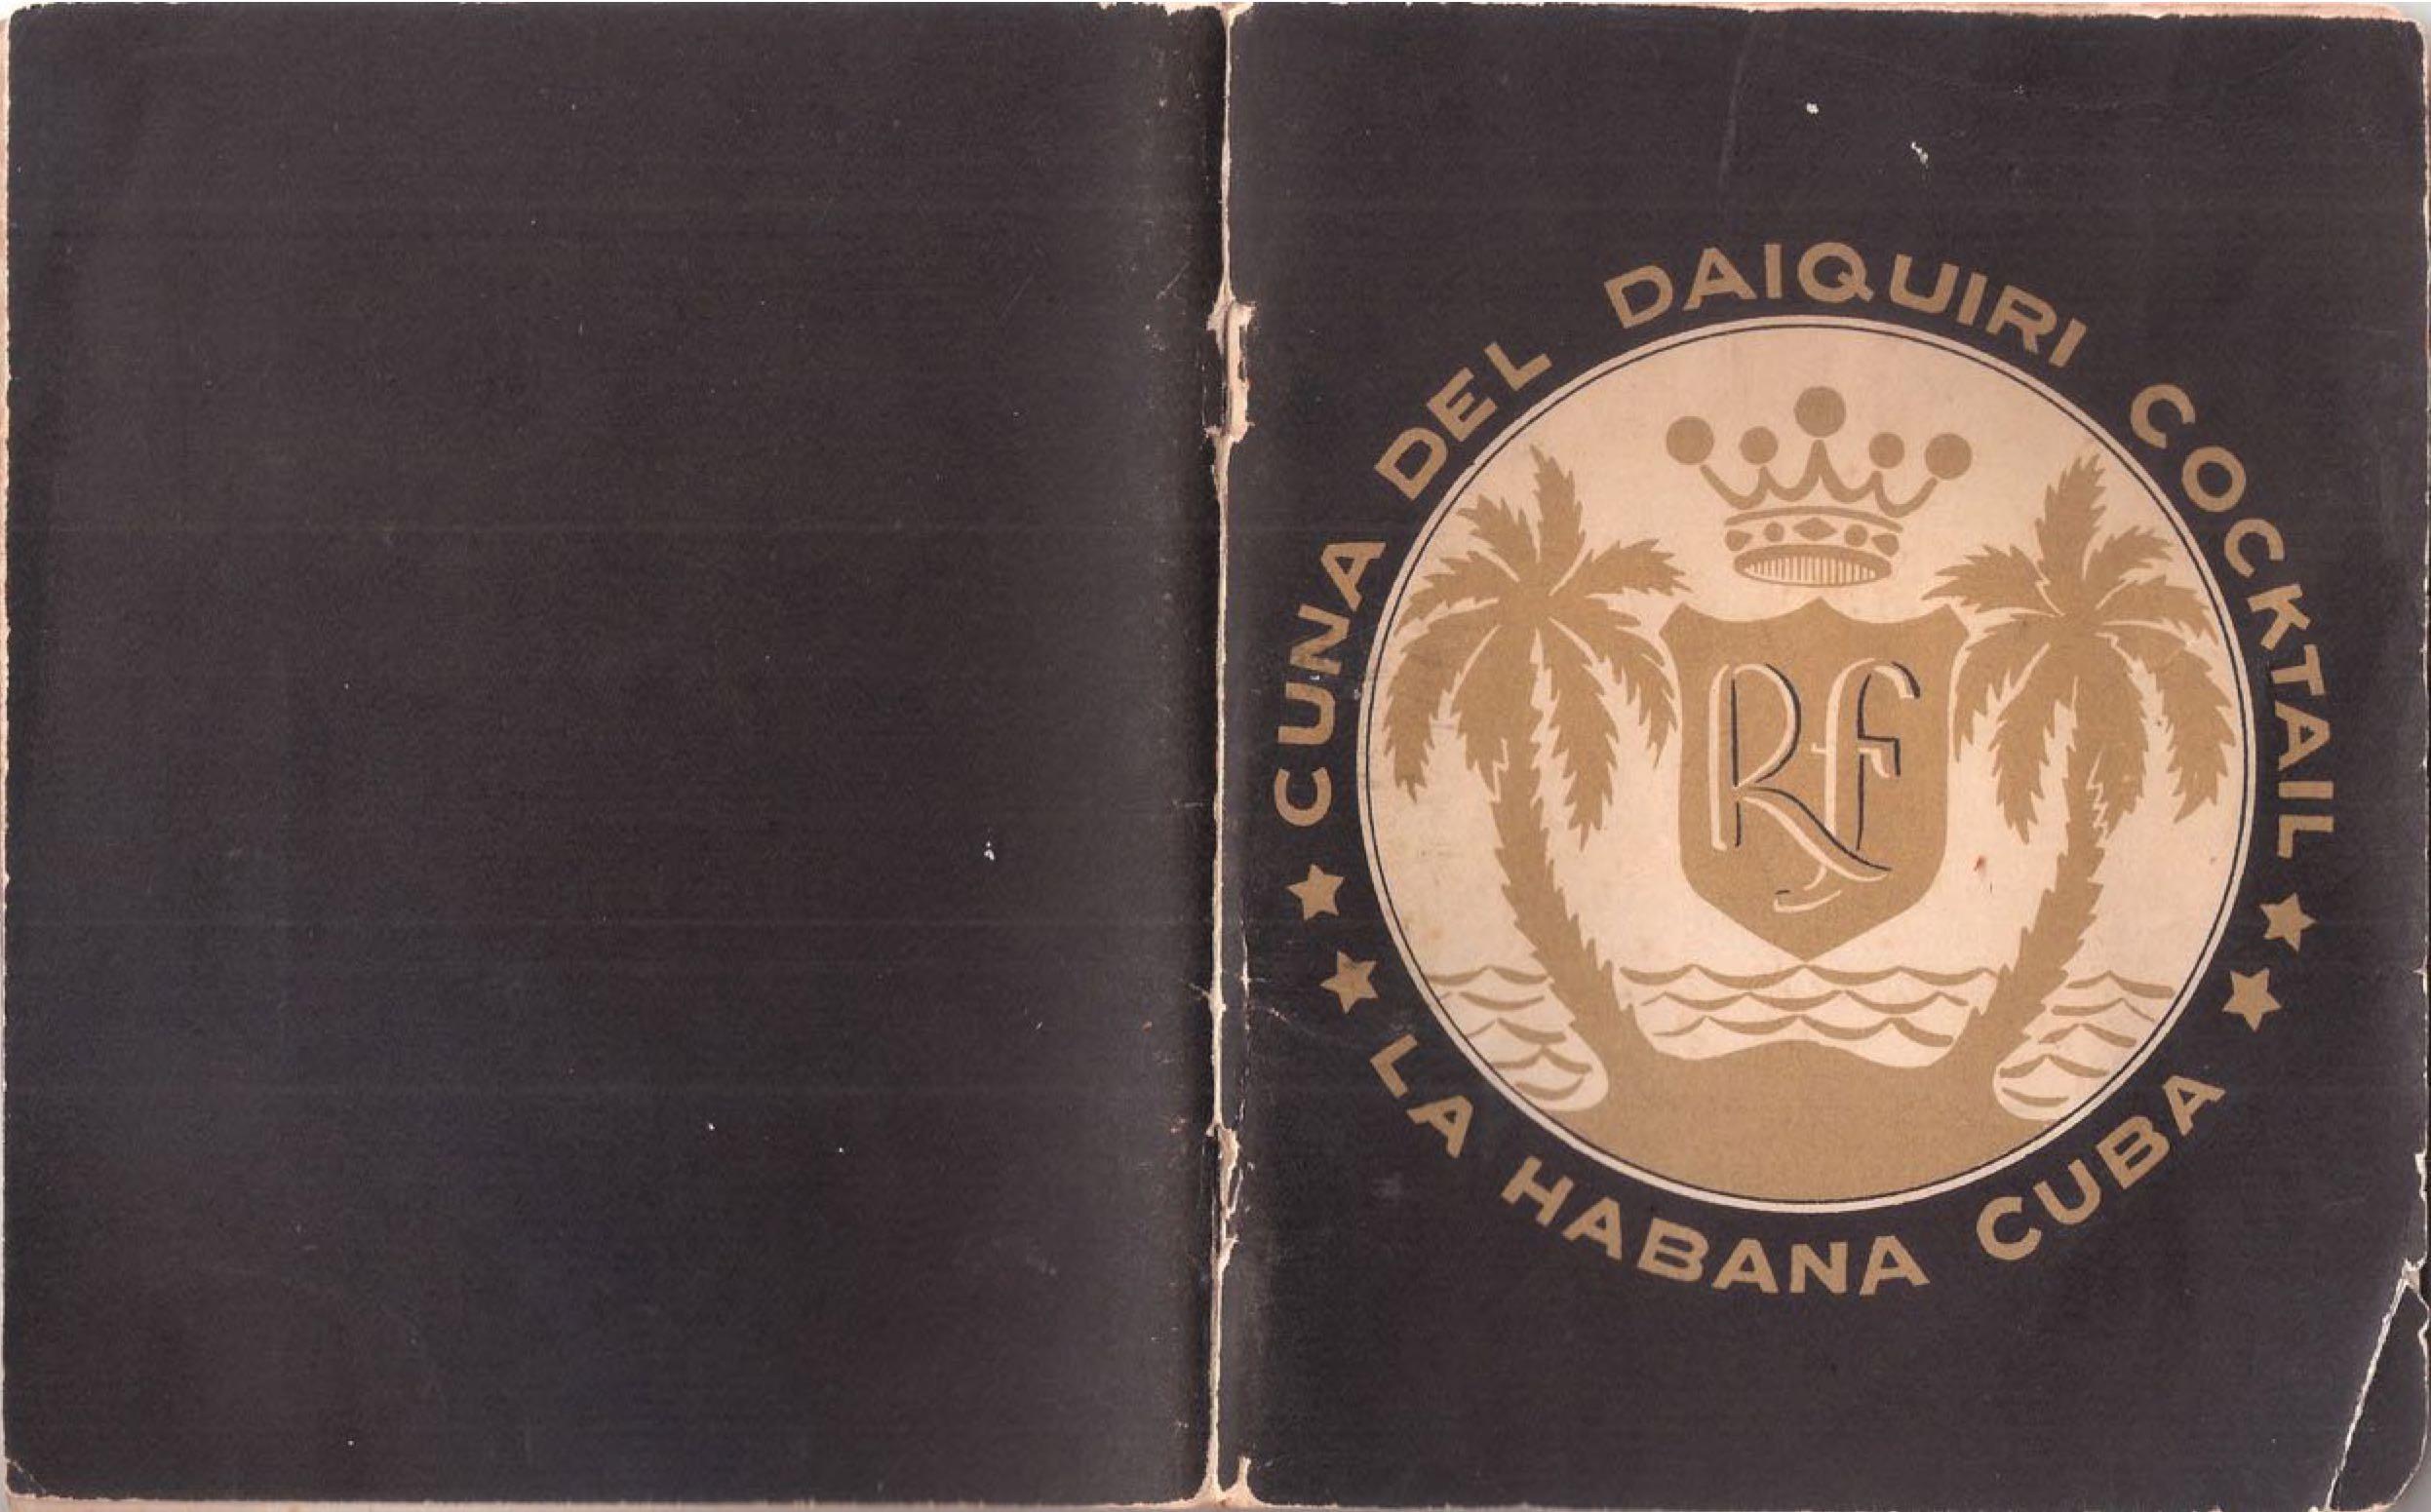 CUNA DEL DAIQUIRI COCKTAIL
RF
LA HABANA CUBA